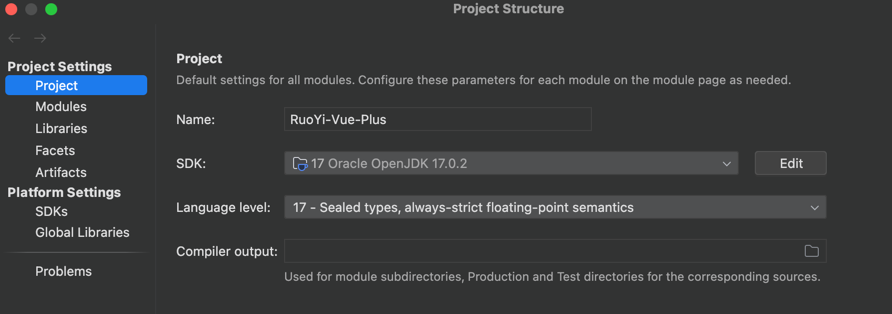 Project Structure
Project Settings
Project
Modules
Libraries
Facets
Artifacts
Platform Settings
SDKs
Global Libraries
Problems
Project
Default settings for all modules. Configure these parameters for each module on the module page as needed.
Name: RuoYi-Vue-Plus
SDK: 17 Oracle OpenJDK 17.0.2 Edit
Language level: 17 - Sealed types, always-strict floating-point semantics
Compiler output:
Used for module subdirectories, Production and Test directories for the corresponding sources.